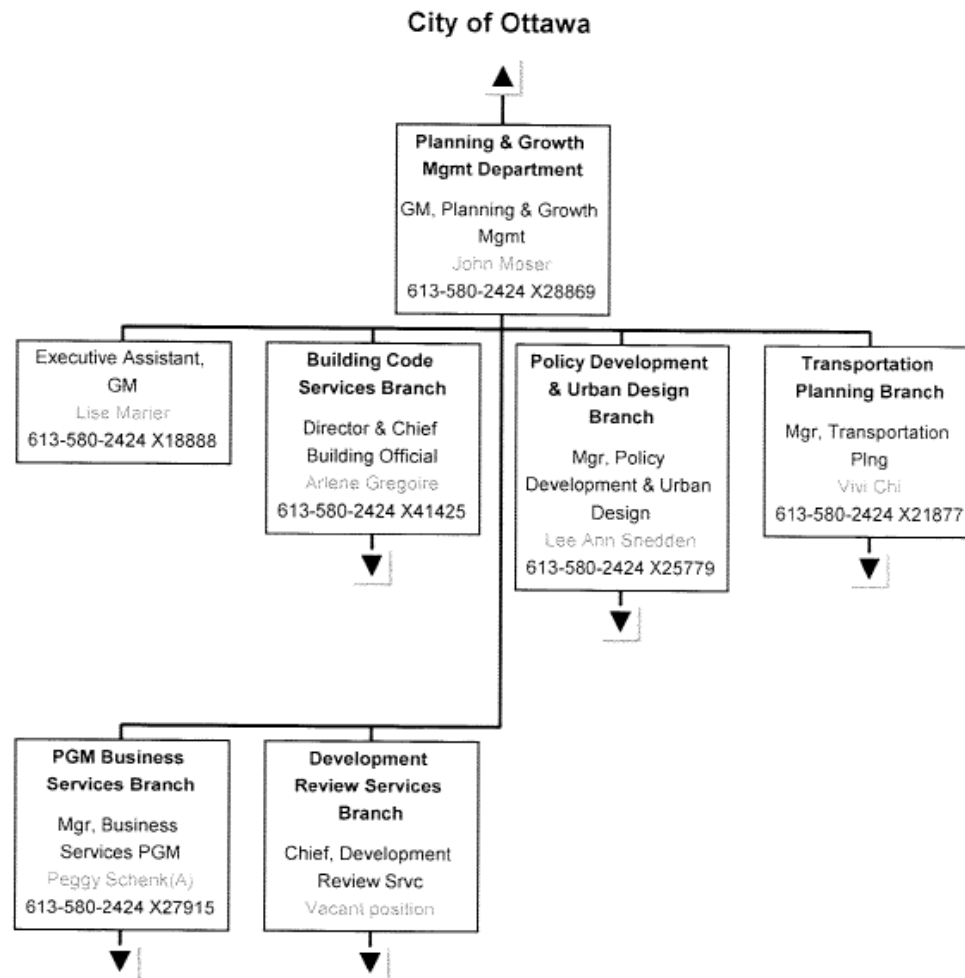 City of Ottawa
Planning & Growth
Mgmt Department
GM, Planning & Growth
Mgmt
John Moser
613-580-2424 X28869
Executive Assistant,
GM
Lise Marier
613-580-2424 X18888
Building Code
Services Branch
Director & Chief
Building Official
Arlene Gregoire
613-580-2424 X41425
Policy Development
& Urban Design
Branch
Mgr, Policy
Development & Urban
Design
Lee Ann Snedden
613-580-2424 X25779
Transportation
Planning Branch
Mgr, Transportation
Plng
Vivi Chi
613-580-2424 X21877
PGM Business
Services Branch
Mgr, Business
Services PGM
Peggy Schenk(A)
613-580-2424 X27915
Development
Review Services
Branch
Chief, Development
Review Srvc
Vacant position